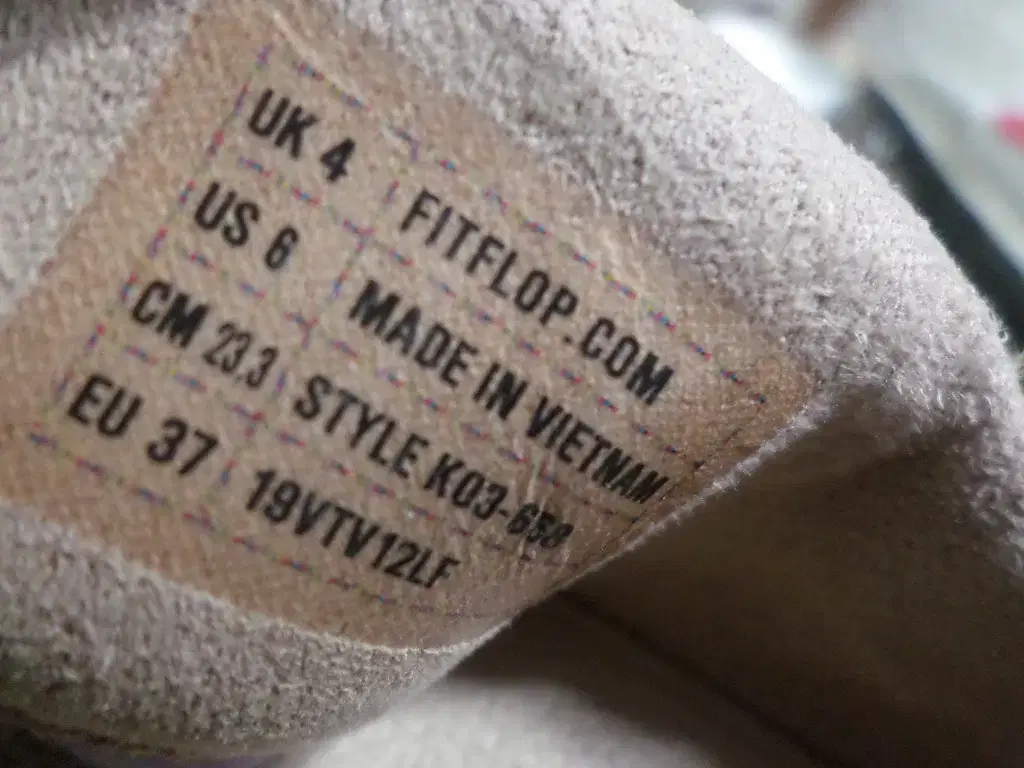 UK 4
US 6
CM 23,3
EU 37
FITFLOP.COM
MADE IN VIETNAM
STYLE K03-658
19VTV12LF